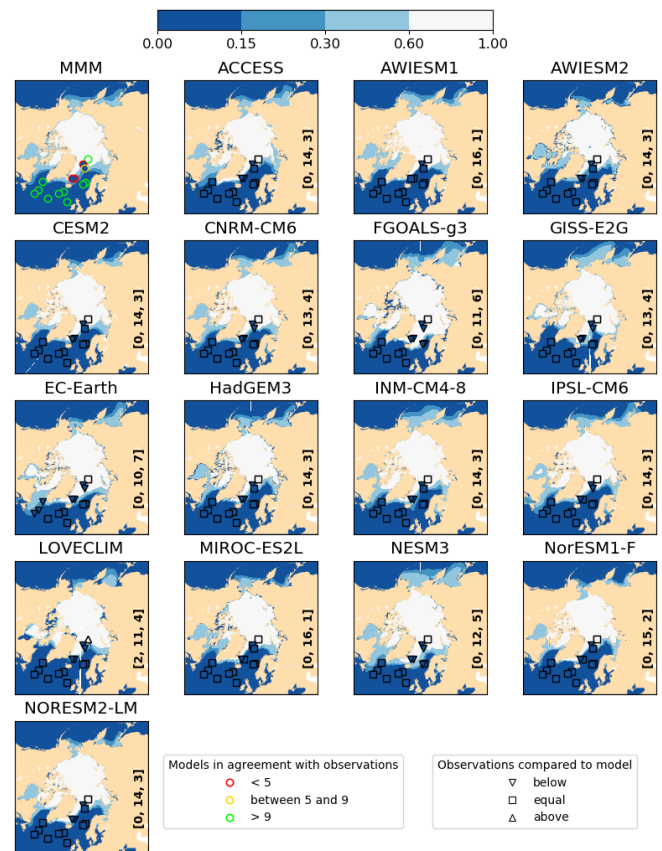 0.00 0.15 0.30 0.60 1.00
MMM ACCESS AWIESM1 AWIESM2
[0, 14, 3] [0, 16, 1] [0, 14, 3]
CESM2 CNRM-CM6 FGOALS-g3 GISS-E2G
[0, 14, 3] [0, 13, 4] [0, 11, 6] [0, 13, 4]
EC-Earth HadGEM3 INM-CM4-8 IPSL-CM6
[0, 10, 7] [0, 14, 3] [0, 14, 3] [0, 14, 3]
LOVECLIM MIROC-ES2L NESM3 NorESM1-F
[2, 11, 4] [0, 16, 1] [0, 12, 5] [0, 15, 2]
NORESM2-LM
[0, 14, 3]
Models in agreement with observations
< 5
between 5 and 9
> 9
Observations compared to model
below
equal
above